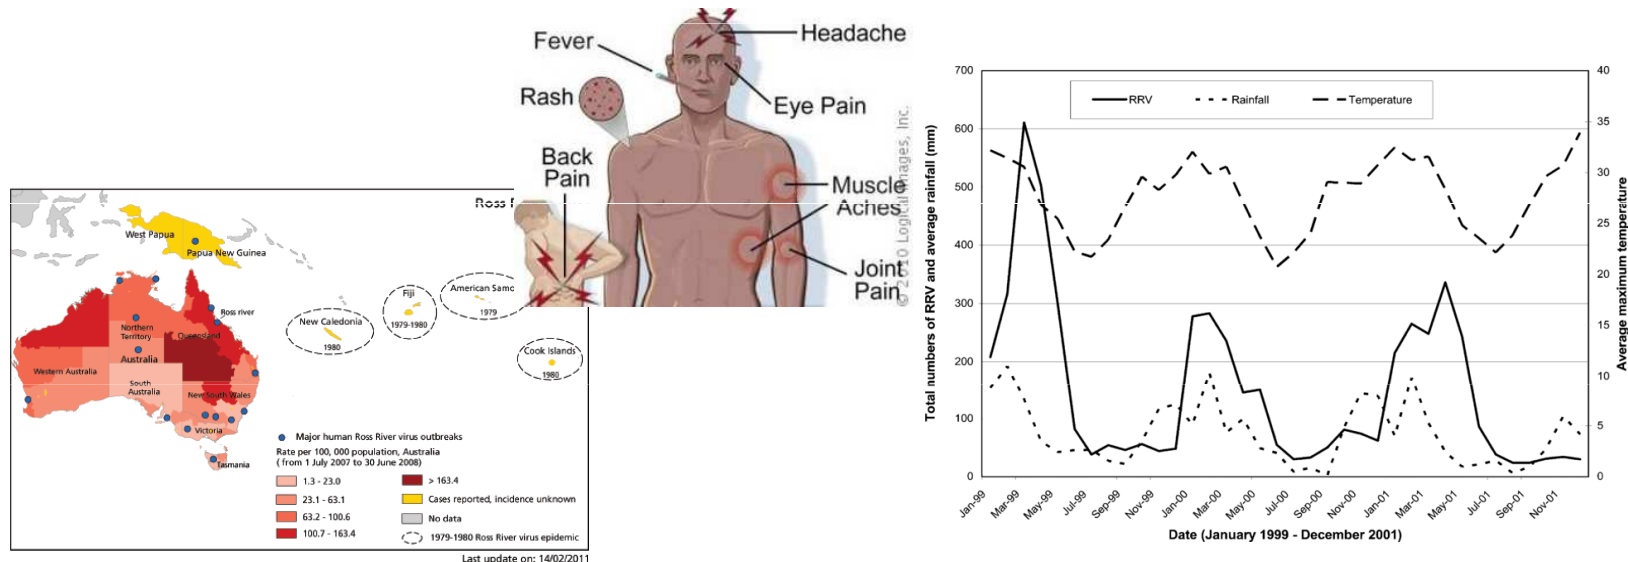 Ross
West Papua
Papua New Guinea
Ross river
Northern
Territory
Queensland
Australia
Western Australia
South
Australia
New South Wales
Victoria
Tasmania
New Caledonia
1980
Fiji
1979-1980
American Samo
1979
Cook Islands
1980
Major human Ross River virus outbreaks
Rate per 100, 000 population, Australia
( from 1 July 2007 to 30 June 2008)
1.3 - 23.0
23.1 - 63.1
63.2 - 100.6
100.7 - 163.4
> 163.4
Cases reported, incidence unknown
No data
1979-1980 Ross River virus epidemic
Last update on: 14/02/2011
Fever
Headache
Rash
Eye Pain
Back
Pain
Muscle
Aches
Joint
Pain
© 2010 Logical Images, Inc.
Total numbers of RRV and average rainfall (mm)
700
600
500
400
300
200
100
0
RRV
Rainfall
Temperature
40
35
30
25
20
15
10
5
0
Average maximum temperature
Jan-99
Mar-99
May-99
Jul-99
Sep-99
Nov-99
Jan-00
Mar-00
May-00
Jul-00
Sep-00
Nov-00
Jan-01
Mar-01
May-01
Jul-01
Sep-01
Nov-01
Date (January 1999 - December 2001)